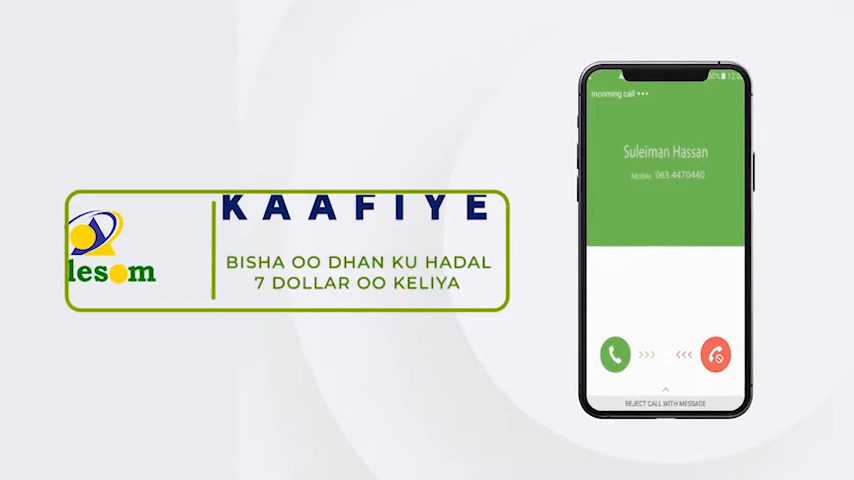 KAAFIYE
lesom
BISHA OO DHAN KU HADAL
7 DOLLAR OO KELIYA
Incoming call •••
Suleiman Hassan
Mobile: 063 4470440
REJECT CALL WITH MESSAGE